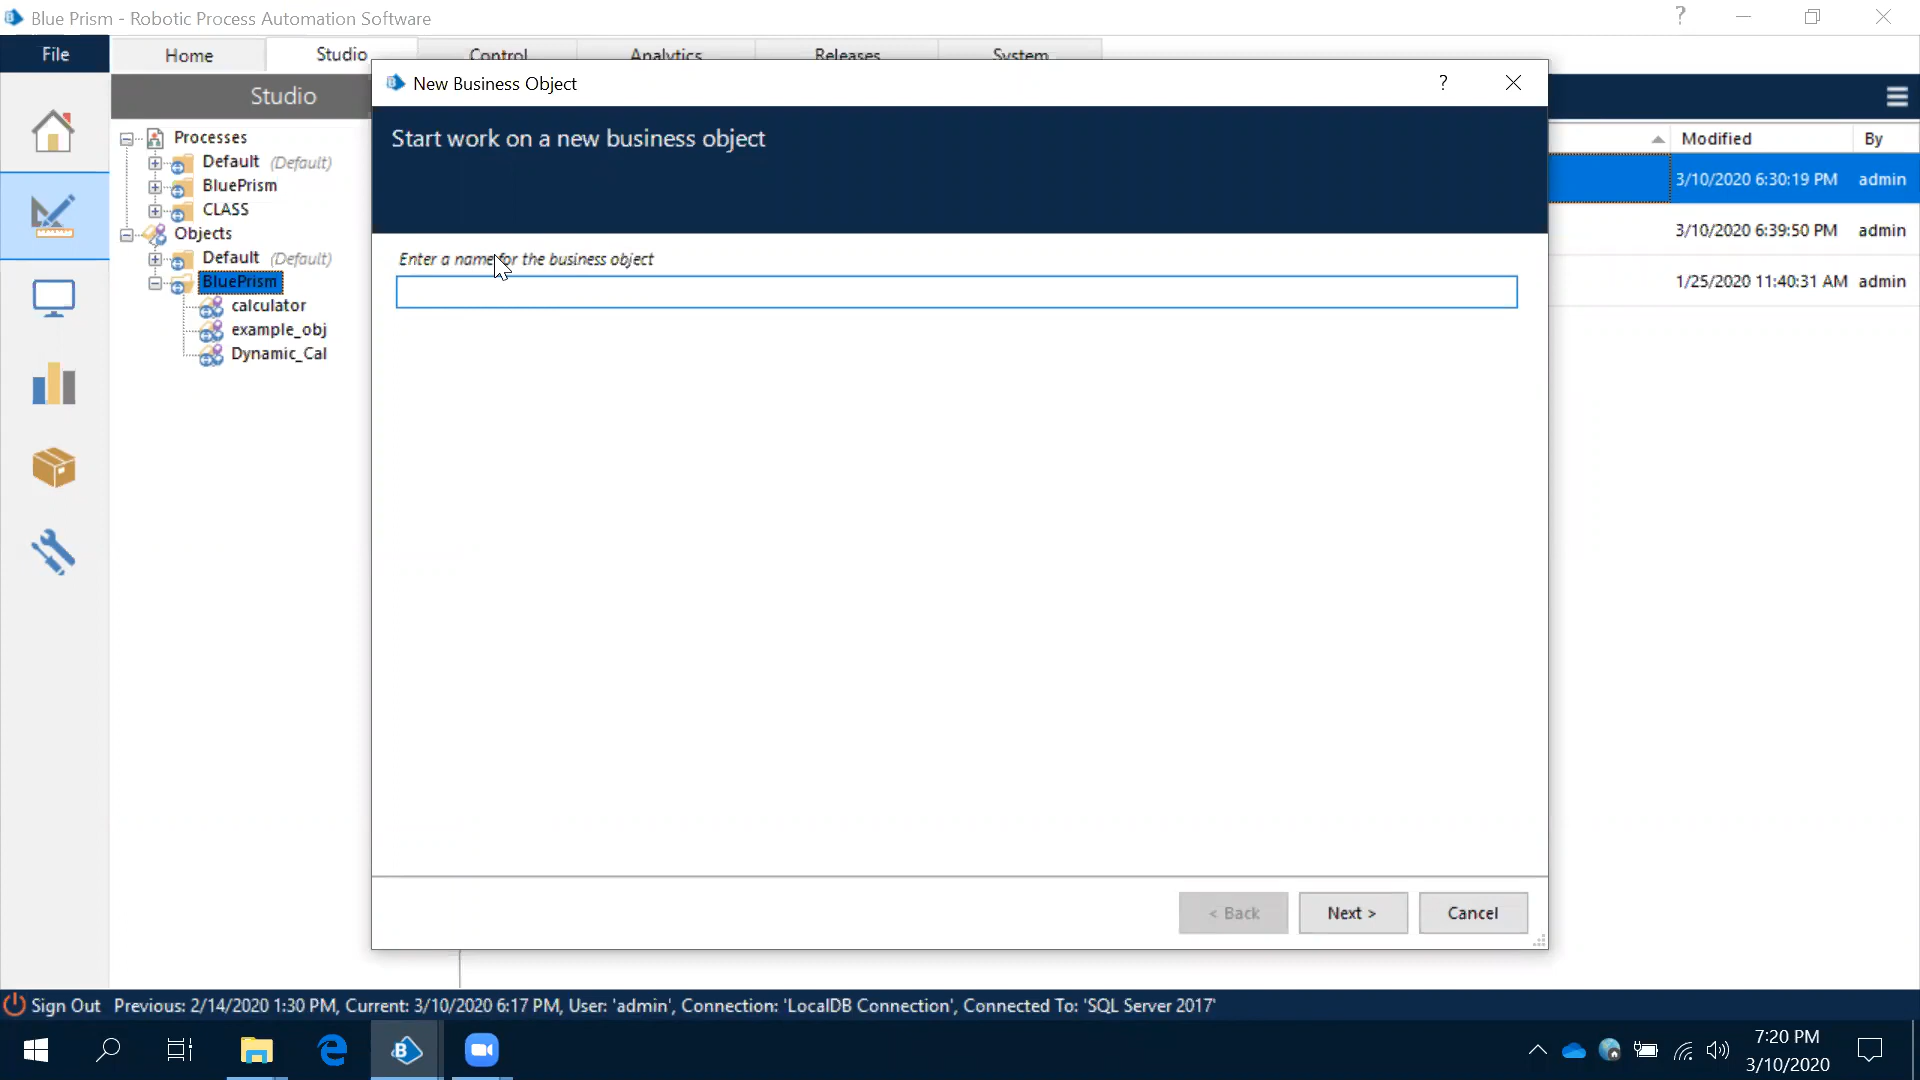 Blue Prism - Robotic Process Automation Software
?
File
Home
Studio
Control
Analytics
Releases
System
Studio
New Business Object
?
Start work on a new business object
Modified
By
Processes
Default (Default)
BluePrism
CLASS
Objects
Default (Default)
BluePrism
calculator
example_obj
Dynamic_Cal
3/10/2020 6:30:19 PM admin
3/10/2020 6:39:50 PM admin
1/25/2020 11:40:31 AM admin
Enter a name for the business object
< Back
Next >
Cancel
Sign Out Previous: 2/14/2020 1:30 PM, Current: 3/10/2020 6:17 PM, User: 'admin', Connection: 'LocalDB Connection', Connected To: 'SQL Server 2017'
7:20 PM
3/10/2020